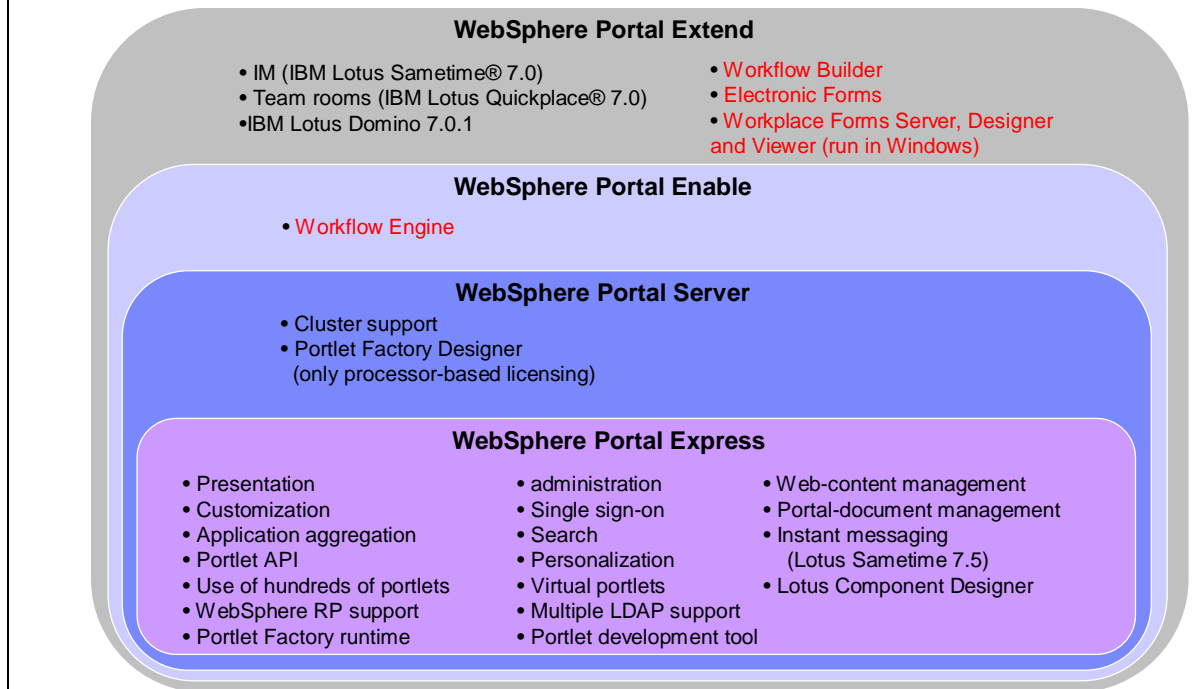 WebSphere Portal Extend
• IM (IBM Lotus Sametime® 7.0)
• Team rooms (IBM Lotus Quickplace® 7.0)
•IBM Lotus Domino 7.0.1
• Workflow Builder
• Electronic Forms
• Workplace Forms Server, Designer
and Viewer (run in Windows)
WebSphere Portal Enable
• Workflow Engine
WebSphere Portal Server
• Cluster support
• Portlet Factory Designer
(only processor-based licensing)
WebSphere Portal Express
• Presentation
• Customization
• Application aggregation
• Portlet API
• Use of hundreds of portlets
• WebSphere RP support
• Portlet Factory runtime
• administration
• Single sign-on
• Search
• Personalization
• Virtual portlets
• Multiple LDAP support
• Portlet development tool
• Web-content management
• Portal-document management
• Instant messaging
(Lotus Sametime 7.5)
• Lotus Component Designer